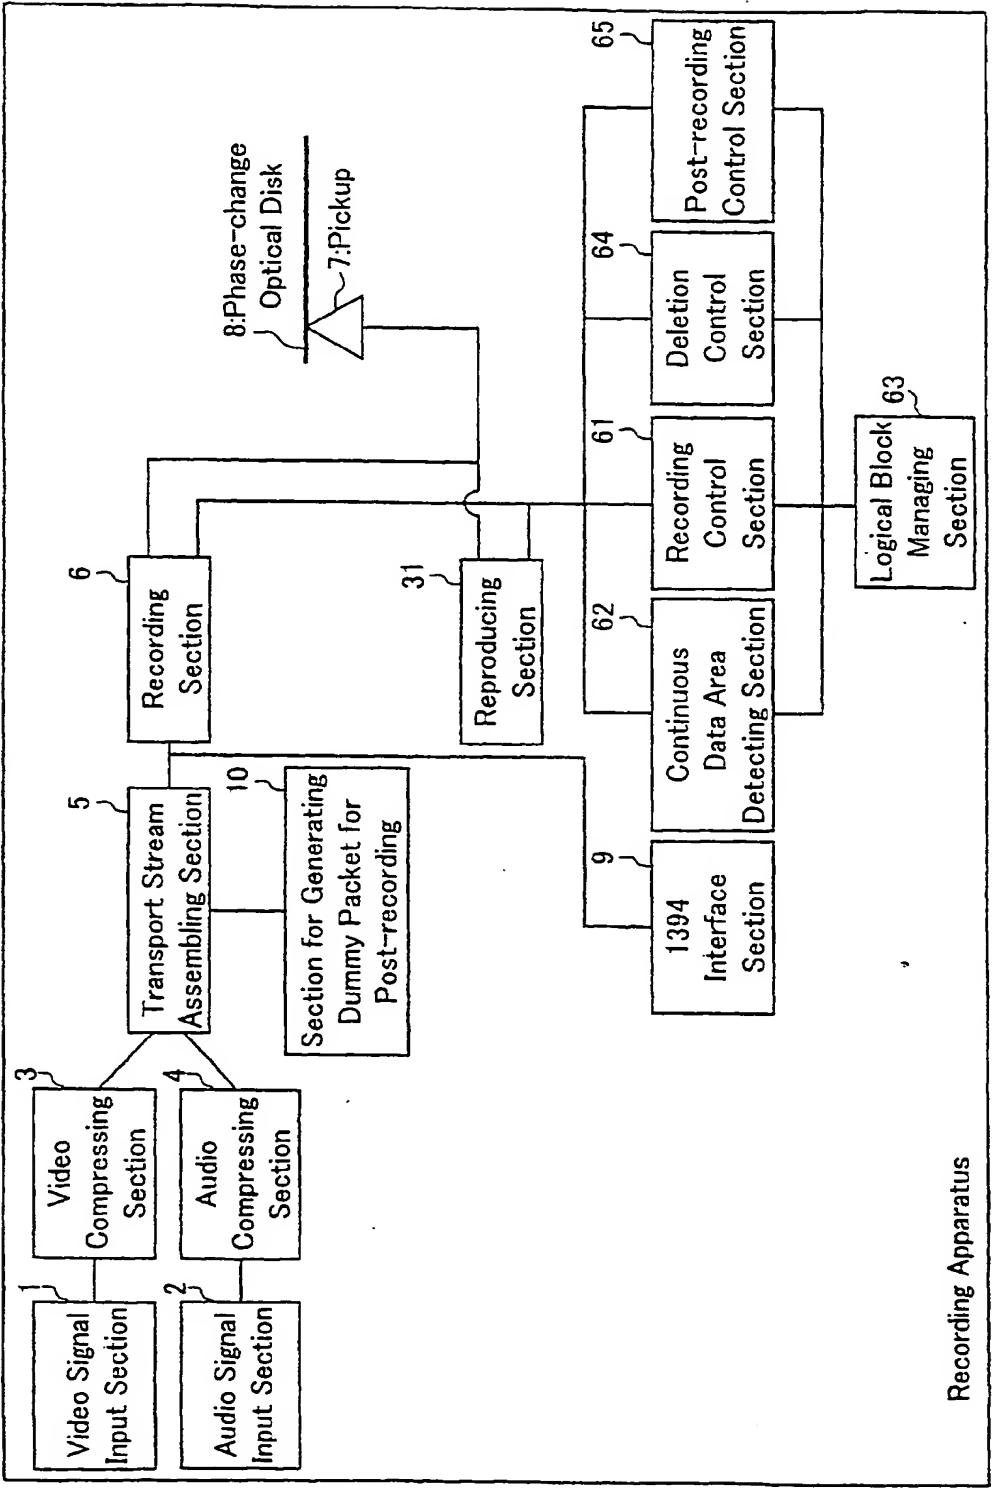 1
Video Signal
Input Section
2
Audio Signal
Input Section
3
Video
Compressing
Section
4
Audio
Compressing
Section
5
Transport Stream
Assembling Section
10
Section for Generating
Dummy Packet for
Post-recording
6
Recording
Section
31
Reproducing
Section
8:Phase-change
Optical Disk
7:Pickup
9
1394
Interface
Section
62
Continuous
Data Area
Detecting Section
61
Recording
Control
Section
64
Deletion
Control
Section
65
Post-recording
Control Section
63
Logical Block
Managing
Section
Recording Apparatus